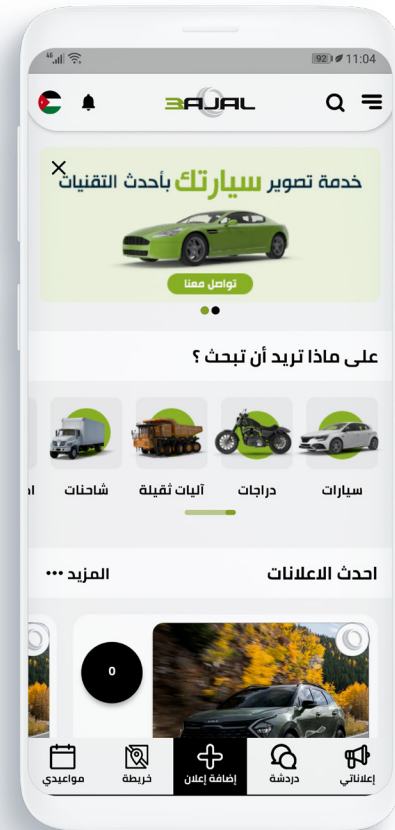 46
92
11:04
3AJAL
خدمة تصوير سيارتك بأحدث التقنيات
تواصل معنا
على ماذا تريد أن تبحث ؟
سيارات
دراجات
آليات ثقيلة
شاحنات
احدث الاعلانات
المزيد •••
0
إعلاناتي
دردشة
إضافة إعلان
خريطة
مواعيدي